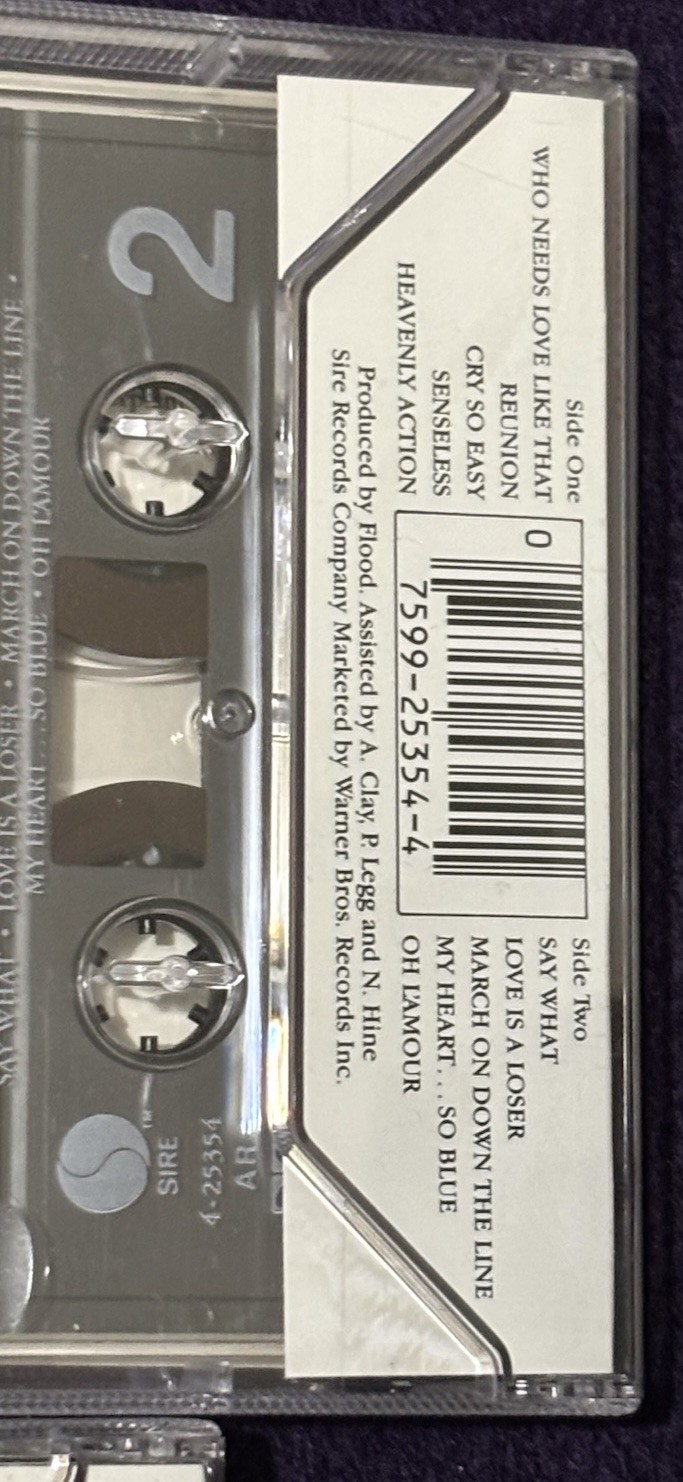 Side One
WHO NEEDS LOVE LIKE THAT
REUNION
CRY SO EASY
SENSELESS
HEAVENLY ACTION
0
7599-25354-4
Side Two
SAY WHAT
LOVE IS A LOSER
MARCH ON DOWN THE LINE
MY HEART . . . SO BLUE
OH L'AMOUR
Produced by Flood. Assisted by A. Clay, P. Legg and N. Hine
Sire Records Company Marketed by Warner Bros. Records Inc.
2
4-25354
SIRE
TM
SAY WHAT • LOVE IS A LOSER • MARCH ON DOWN THE LINE •
MY HEART . . . SO BLUE • OH L'AMOUR